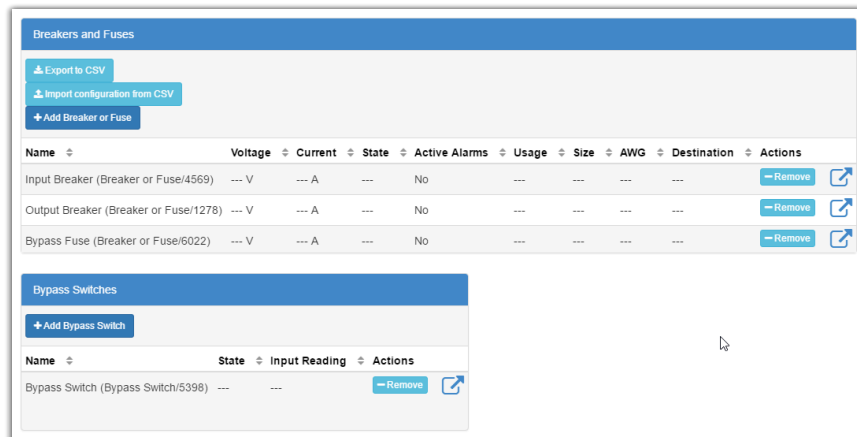 Breakers and Fuses
Export to CSV
Import configuration from CSV
+ Add Breaker or Fuse
Name Voltage Current State Active Alarms Usage Size AWG Destination Actions
Input Breaker (Breaker or Fuse/4569) --- V --- A --- No --- --- --- --- − Remove
Output Breaker (Breaker or Fuse/1278) --- V --- A --- No --- --- --- --- − Remove
Bypass Fuse (Breaker or Fuse/6022) --- V --- A --- No --- --- --- --- − Remove
Bypass Switches
+ Add Bypass Switch
Name State Input Reading Actions
Bypass Switch (Bypass Switch/5398) --- --- − Remove